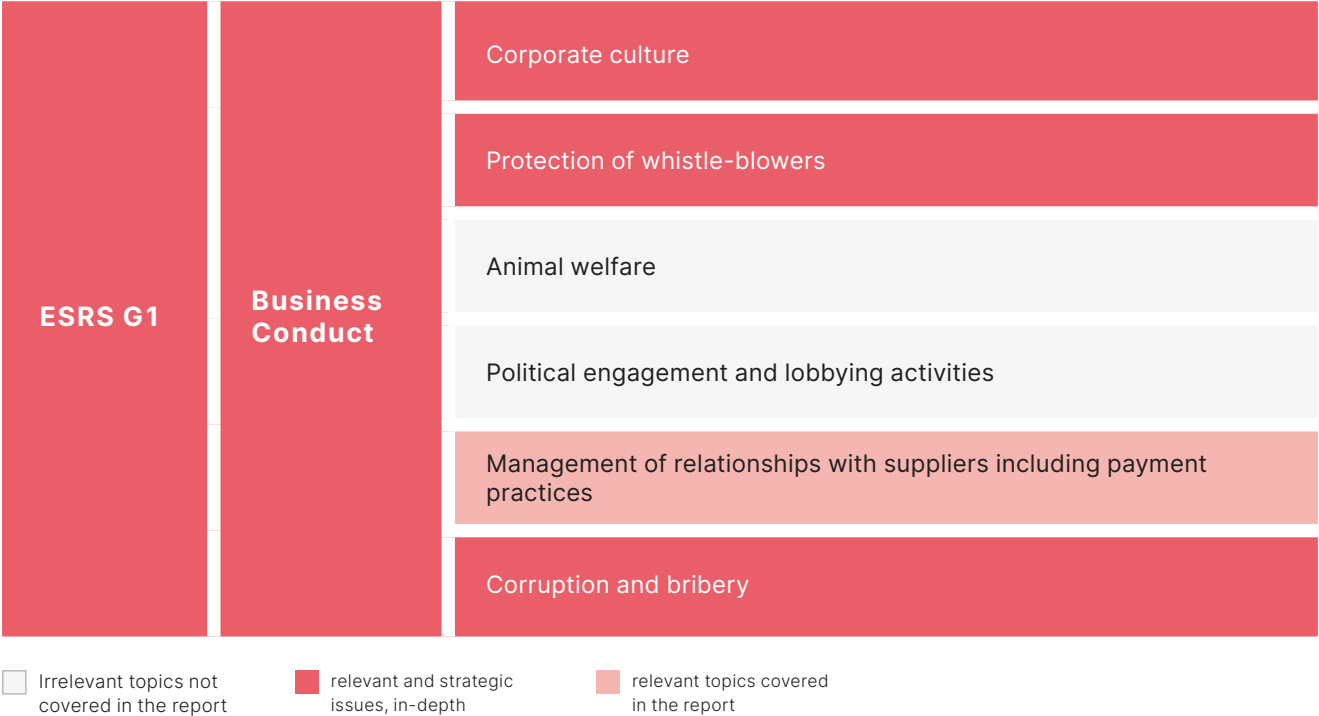 ESRS G1
Business
Conduct
Corporate culture
Protection of whistle-blowers
Animal welfare
Political engagement and lobbying activities
Management of relationships with suppliers including payment
practices
Corruption and bribery
Irrelevant topics not
covered in the report
relevant and strategic
issues, in-depth
relevant topics covered
in the report